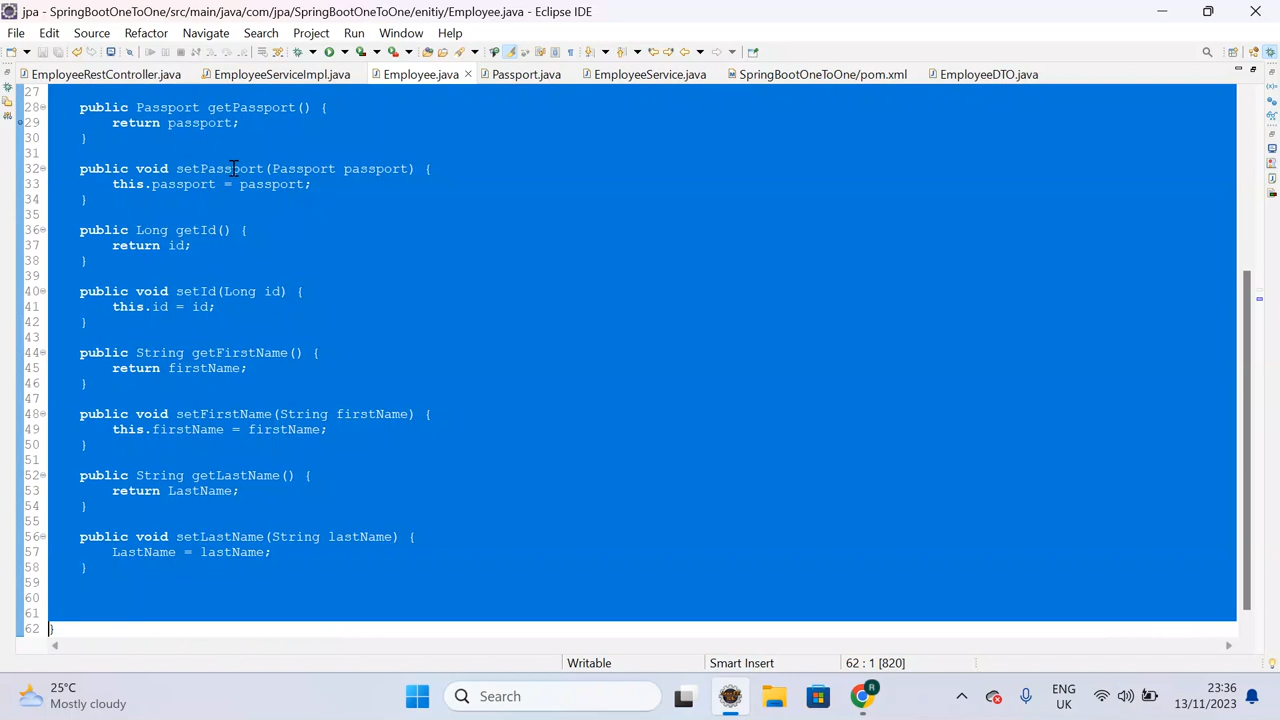 jpa - SpringBootOneToOne/src/main/java/com/jpa/SpringBootOneToOne/enitiy/Employee.java - Eclipse IDE
File Edit Source Refactor Navigate Search Project Run Window Help
EmployeeRestController.java EmployeeServiceImpl.java Employee.java Passport.java EmployeeService.java SpringBootOneToOne/pom.xml EmployeeDTO.java
27
28 public Passport getPassport() {
29 return passport;
30 }
31
32 public void setPassport(Passport passport) {
33 this.passport = passport;
34 }
35
36 public Long getId() {
37 return id;
38 }
39
40 public void setId(Long id) {
41 this.id = id;
42 }
43
44 public String getFirstName() {
45 return firstName;
46 }
47
48 public void setFirstName(String firstName) {
49 this.firstName = firstName;
50 }
51
52 public String getLastName() {
53 return LastName;
54 }
55
56 public void setLastName(String lastName) {
57 LastName = lastName;
58 }
59
60
61
62 }
Writable Smart Insert 62 : 1 [820]
25°C
Mostly cloudy
Search
R
ENG
UK
23:36
13/11/2023